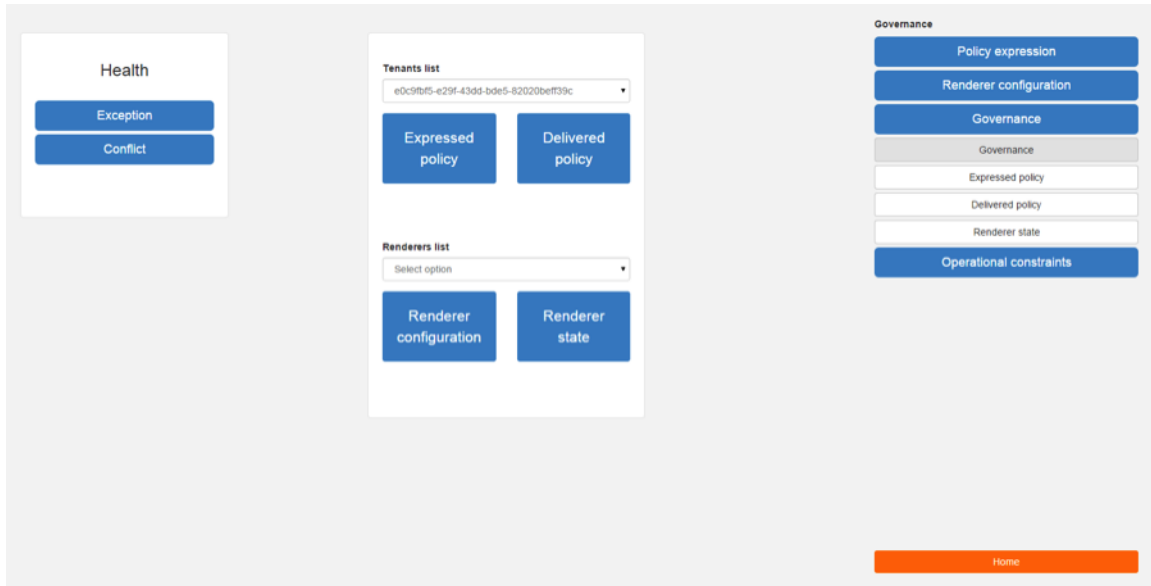 Health
Exception
Conflict
Tenants list
e0c9fbf5-e29f-43dd-bde5-82020beff39c
Expressed
policy
Delivered
policy
Renderers list
Select option
Renderer
configuration
Renderer
state
Governance
Policy expression
Renderer configuration
Governance
Governance
Expressed policy
Delivered policy
Renderer state
Operational constraints
Home